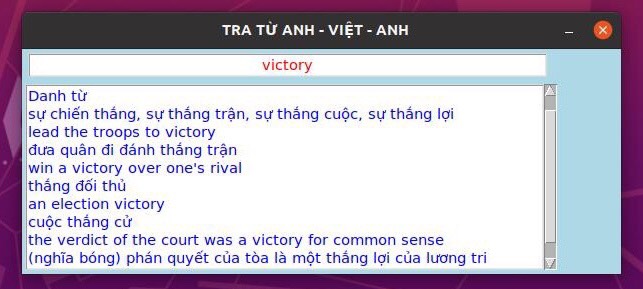 TRA TỪ ANH - VIỆT - ANH
victory
Danh từ
sự chiến thắng, sự thắng trận, sự thắng cuộc, sự thắng lợi
lead the troops to victory
đưa quân đi đánh thắng trận
win a victory over one's rival
thắng đối thủ
an election victory
cuộc thắng cử
the verdict of the court was a victory for common sense
(nghĩa bóng) phán quyết của tòa là một thắng lợi của lương tri